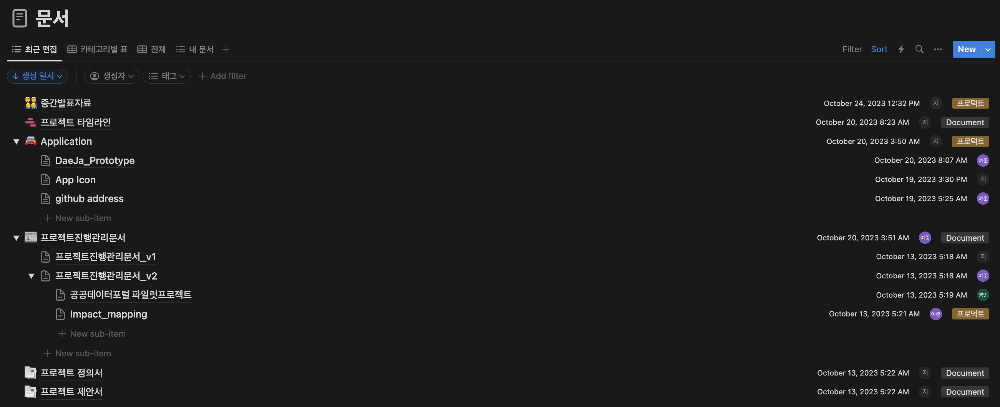 문서
최근 편집 카테고리별 표 전체 내 문서 Filter Sort New
생성 일시 생성자 태그 Add filter
중간발표자료 October 24, 2023 12:32 PM 지 프로덕트
프로젝트 타임라인 October 20, 2023 8:23 AM 지 Document
Application October 20, 2023 3:50 AM 지 프로덕트
DaeJa_Prototype October 20, 2023 8:07 AM 여준
App Icon October 19, 2023 3:30 PM 지
github address October 19, 2023 5:25 AM 여준
New sub-item
프로젝트진행관리문서 October 20, 2023 3:51 AM 여준 Document
프로젝트진행관리문서_v1 October 13, 2023 5:18 AM 지
프로젝트진행관리문서_v2 October 13, 2023 5:18 AM 여준
공공데이터포털 파일럿프로젝트 October 13, 2023 5:19 AM 영민
Impact_mapping October 13, 2023 5:21 AM 여준 프로덕트
New sub-item
New sub-item
프로젝트 정의서 October 13, 2023 5:22 AM 지 Document
프로젝트 제안서 October 13, 2023 5:22 AM 지 Document